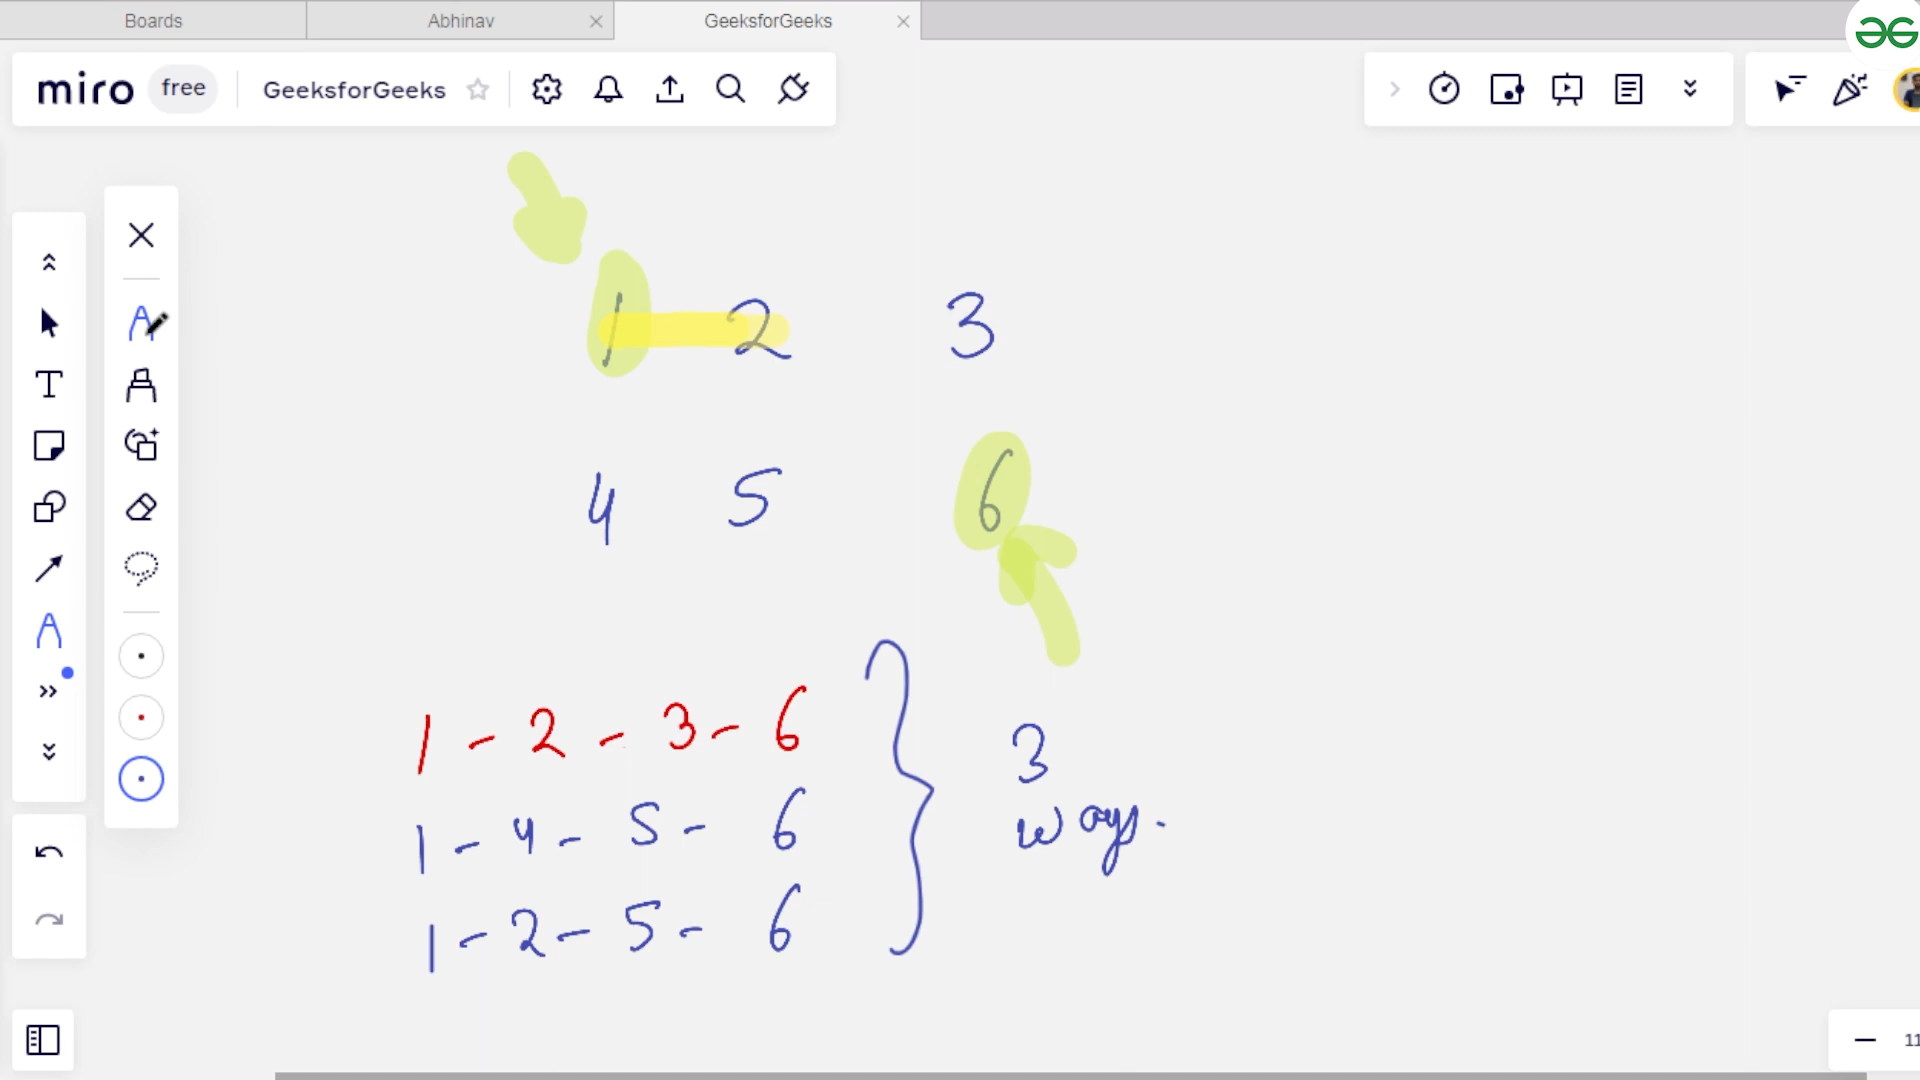 Boards Abhinav GeeksforGeeks
miro free GeeksforGeeks
1 2 3
4 5 6
1 - 2 - 3 - 6
1 - 4 - 5 - 6
1 - 2 - 5 - 6
3
ways.
11